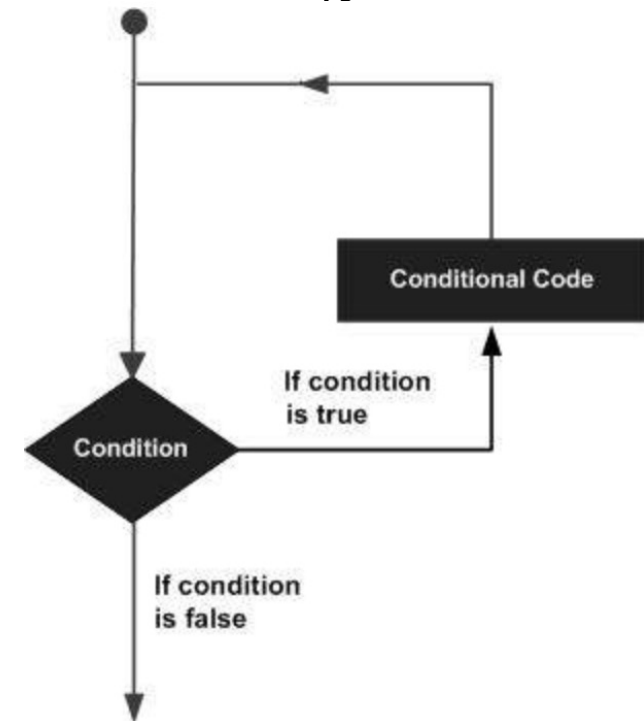 Conditional Code
If condition
is true
Condition
If condition
is false